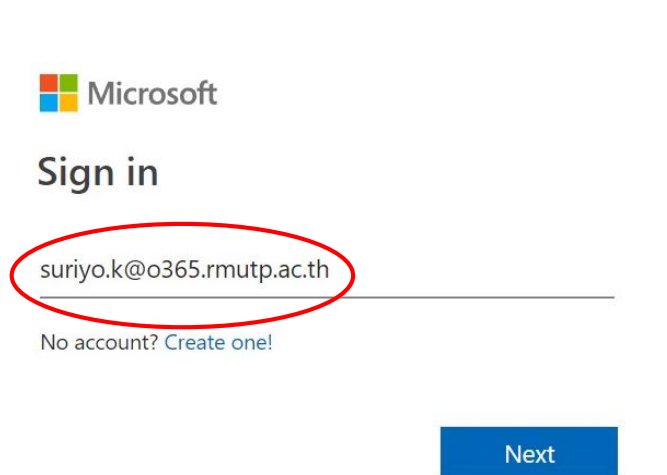 Microsoft
Sign in
suriyo.k@o365.rmutp.ac.th
No account? Create one!
Next